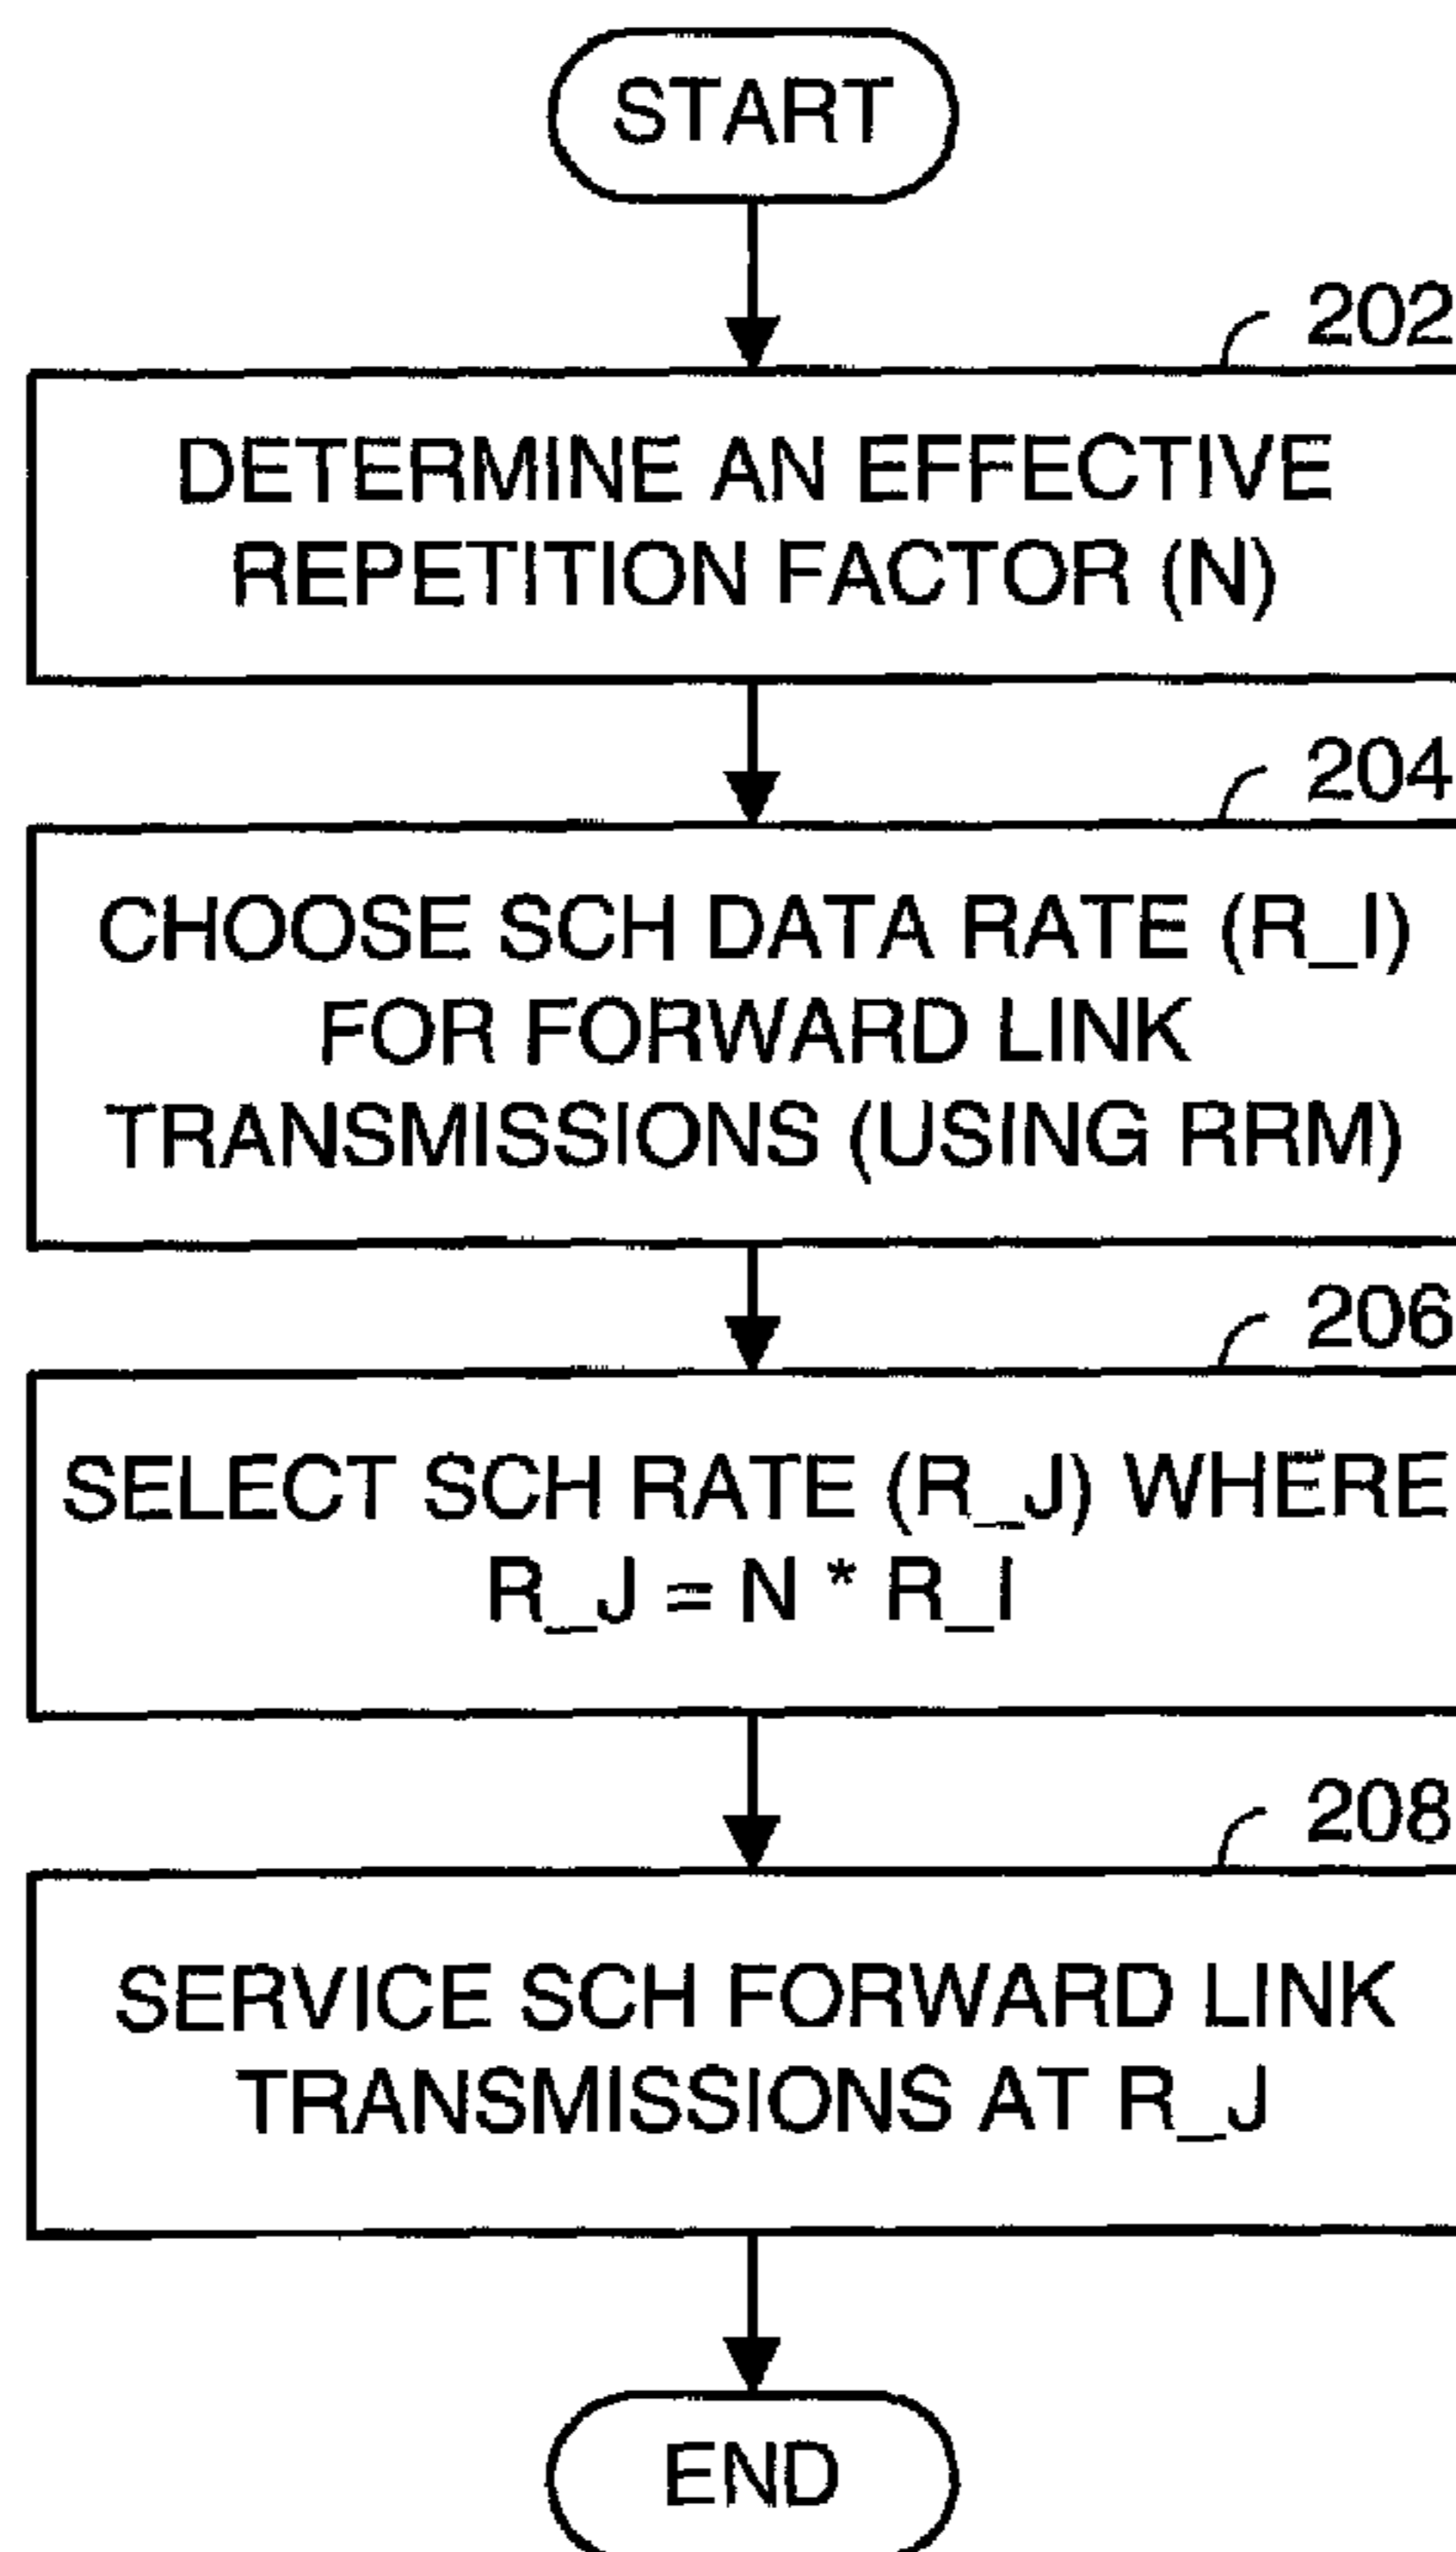 START
202
DETERMINE AN EFFECTIVE
REPETITION FACTOR (N)
204
CHOOSE SCH DATA RATE (R_I)
FOR FORWARD LINK
TRANSMISSIONS (USING RRM)
206
SELECT SCH RATE (R_J) WHERE
R_J = N * R_I
208
SERVICE SCH FORWARD LINK
TRANSMISSIONS AT R_J
END